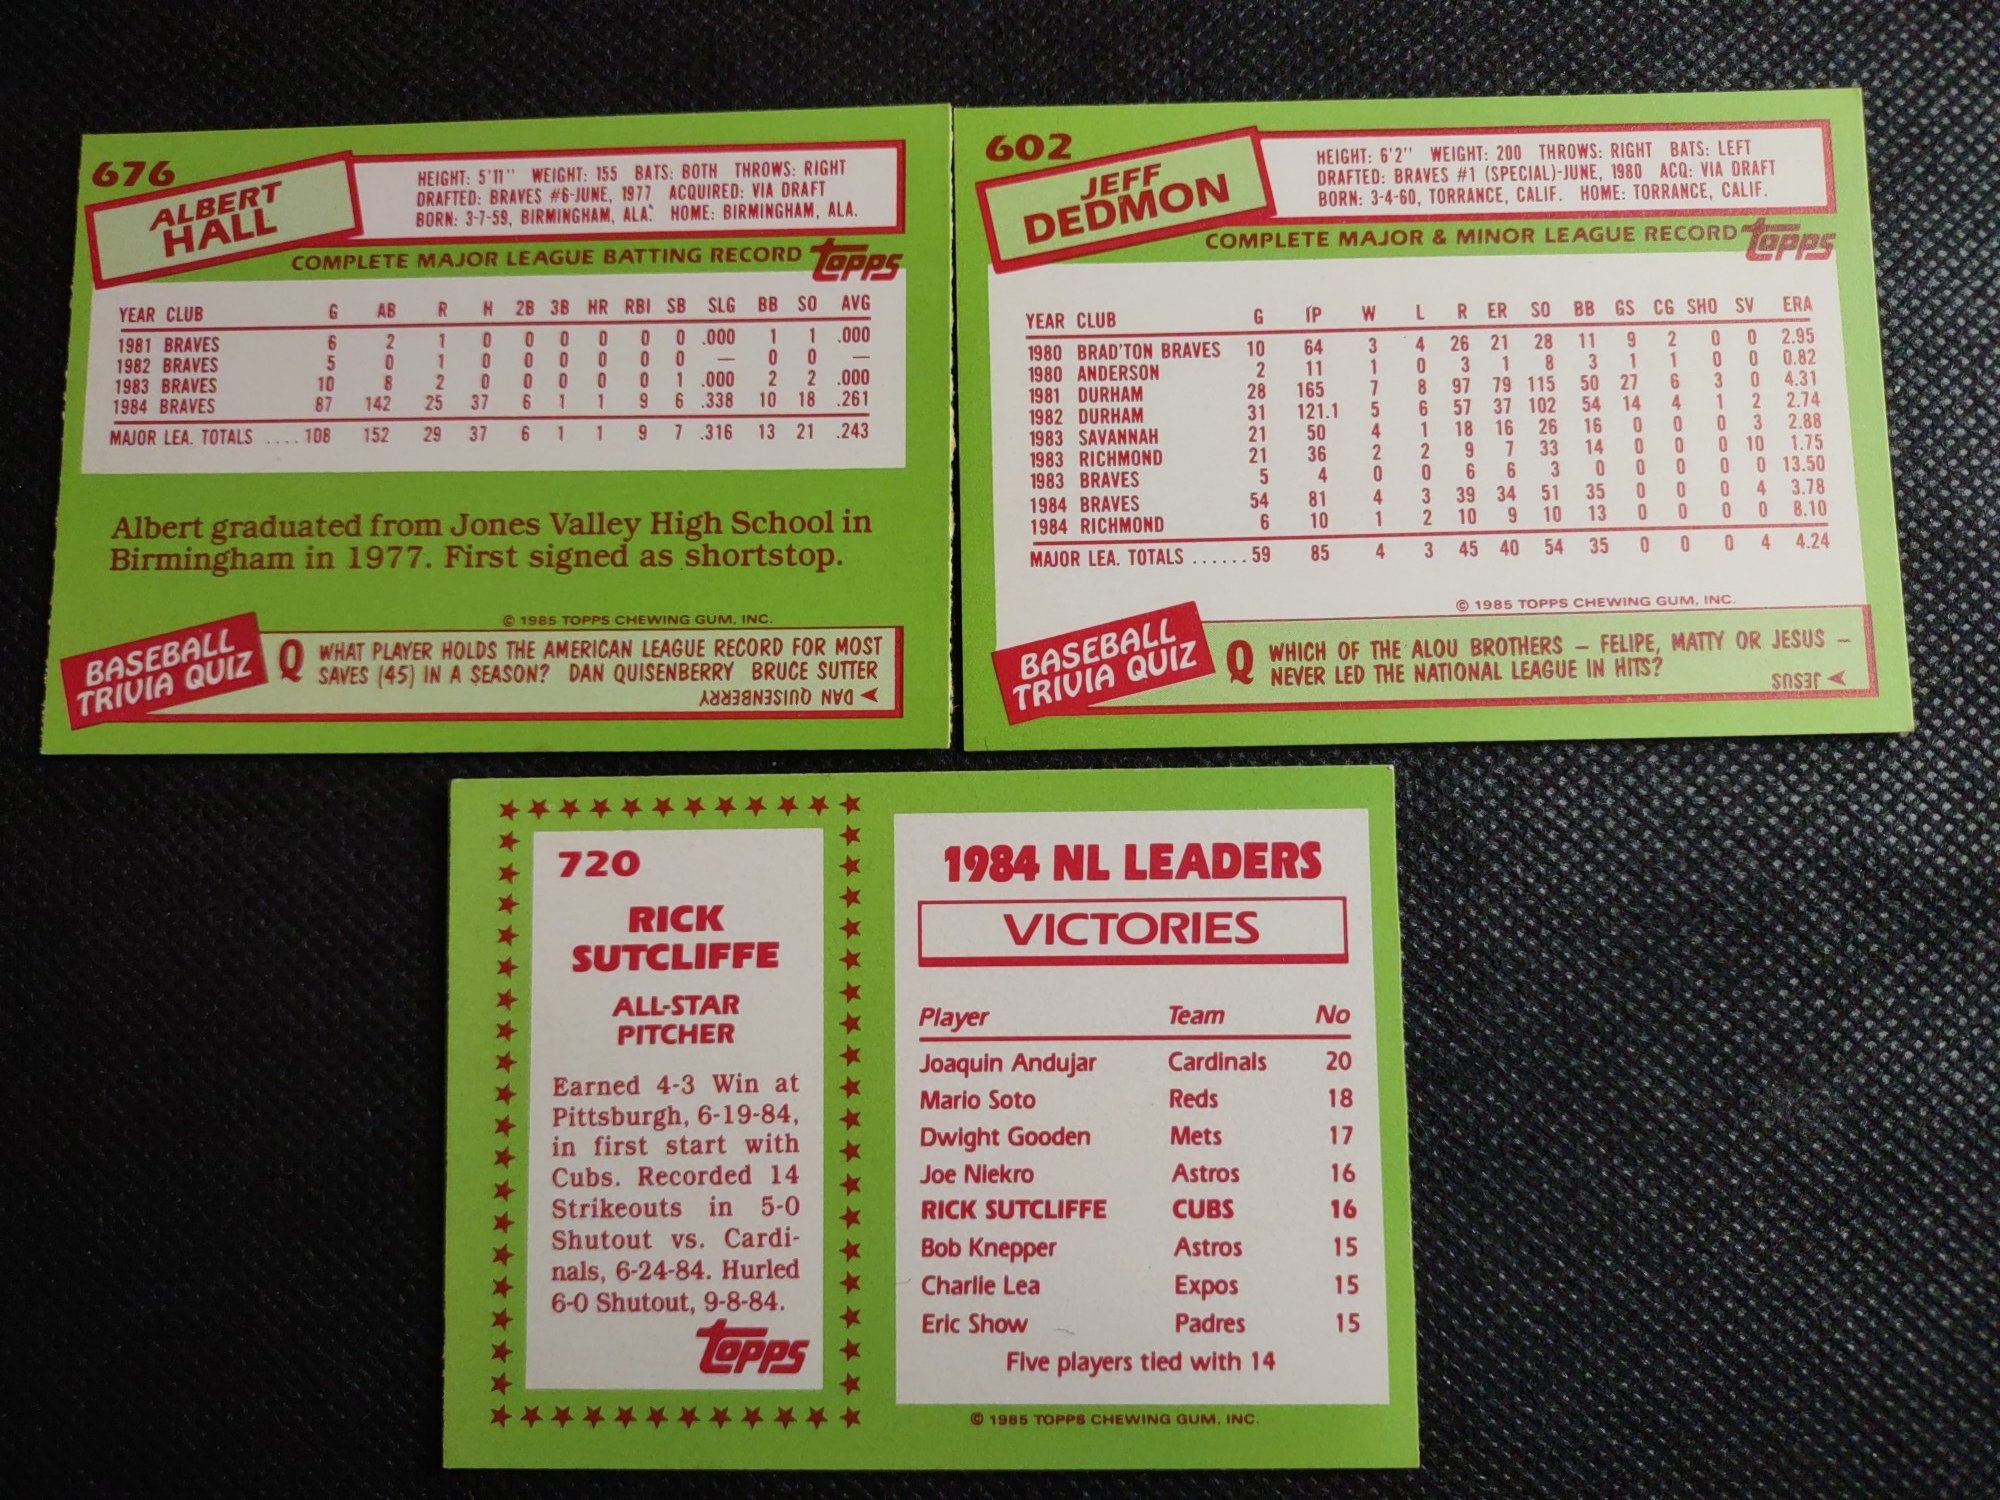 676
ALBERT
HALL
HEIGHT: 5'11" WEIGHT: 155 BATS: BOTH THROWS: RIGHT
DRAFTED: BRAVES #6-JUNE, 1977 ACQUIRED: VIA DRAFT
BORN: 3-7-59, BIRMINGHAM, ALA. HOME: BIRMINGHAM, ALA.
COMPLETE MAJOR LEAGUE BATTING RECORD topps
YEAR CLUB G AB R H 2B 3B HR RBI SB SLG BB SO AVG
1981 BRAVES 6 2 1 0 0 0 0 0 0 .000 1 1 .000
1982 BRAVES 5 0 1 0 0 0 0 0 0 — 0 0 —
1983 BRAVES 10 8 2 0 0 0 0 0 1 .000 2 2 .000
1984 BRAVES 87 142 25 37 6 1 1 9 6 .338 10 18 .261
MAJOR LEA. TOTALS .... 108 152 29 37 6 1 1 9 7 .316 13 21 .243
Albert graduated from Jones Valley High School in
Birmingham in 1977. First signed as shortstop.
© 1985 TOPPS CHEWING GUM, INC.
BASEBALL
TRIVIA QUIZ
Q WHAT PLAYER HOLDS THE AMERICAN LEAGUE RECORD FOR MOST
SAVES (45) IN A SEASON? DAN QUISENBERRY BRUCE SUTTER
➤ DAN QUISENBERRY
602
JEFF
DEDMON
HEIGHT: 6'2" WEIGHT: 200 THROWS: RIGHT BATS: LEFT
DRAFTED: BRAVES #1 (SPECIAL)-JUNE, 1980 ACQ: VIA DRAFT
BORN: 3-4-60, TORRANCE, CALIF. HOME: TORRANCE, CALIF.
COMPLETE MAJOR & MINOR LEAGUE RECORD topps
YEAR CLUB G IP W L R ER SO BB GS CG SHO SV ERA
1980 BRAD'TON BRAVES 10 64 3 4 26 21 28 11 9 2 0 0 2.95
1980 ANDERSON 2 11 1 0 3 1 8 3 1 1 0 0 0.82
1981 DURHAM 28 165 7 8 97 79 115 50 27 6 3 0 4.31
1982 DURHAM 31 121.1 5 6 57 37 102 54 14 4 1 2 2.74
1983 SAVANNAH 21 50 4 1 18 16 26 16 0 0 0 3 2.88
1983 RICHMOND 21 36 2 2 9 7 33 14 0 0 0 10 1.75
1983 BRAVES 5 4 0 0 6 6 3 0 0 0 0 0 13.50
1984 BRAVES 54 81 4 3 39 34 51 35 0 0 0 4 3.78
1984 RICHMOND 6 10 1 2 10 9 10 13 0 0 0 0 8.10
MAJOR LEA. TOTALS ...... 59 85 4 3 45 40 54 35 0 0 0 4 4.24
© 1985 TOPPS CHEWING GUM, INC.
BASEBALL
TRIVIA QUIZ
Q WHICH OF THE ALOU BROTHERS — FELIPE, MATTY OR JESUS —
NEVER LED THE NATIONAL LEAGUE IN HITS?
➤ JESUS
720
RICK
SUTCLIFFE
ALL-STAR
PITCHER
Earned 4-3 Win at
Pittsburgh, 6-19-84,
in first start with
Cubs. Recorded 14
Strikeouts in 5-0
Shutout vs. Cardi-
nals, 6-24-84. Hurled
6-0 Shutout, 9-8-84.
topps
1984 NL LEADERS
VICTORIES
Player Team No
Joaquin Andujar Cardinals 20
Mario Soto Reds 18
Dwight Gooden Mets 17
Joe Niekro Astros 16
RICK SUTCLIFFE CUBS 16
Bob Knepper Astros 15
Charlie Lea Expos 15
Eric Show Padres 15
Five players tied with 14
© 1985 TOPPS CHEWING GUM, INC.